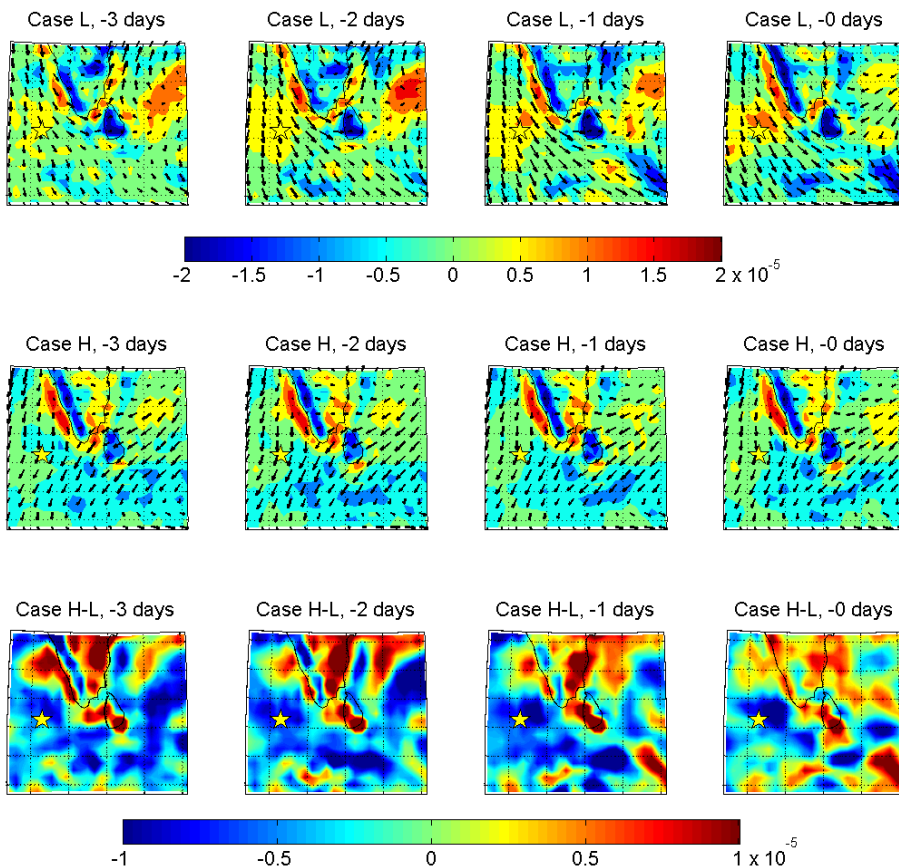 Case L, -3 days
Case L, -2 days
Case L, -1 days
Case L, -0 days
-2 -1.5 -1 -0.5 0 0.5 1 1.5 2 x 10-5
Case H, -3 days
Case H, -2 days
Case H, -1 days
Case H, -0 days
Case H-L, -3 days
Case H-L, -2 days
Case H-L, -1 days
Case H-L, -0 days
-1 -0.5 0 0.5 1 x 10-5